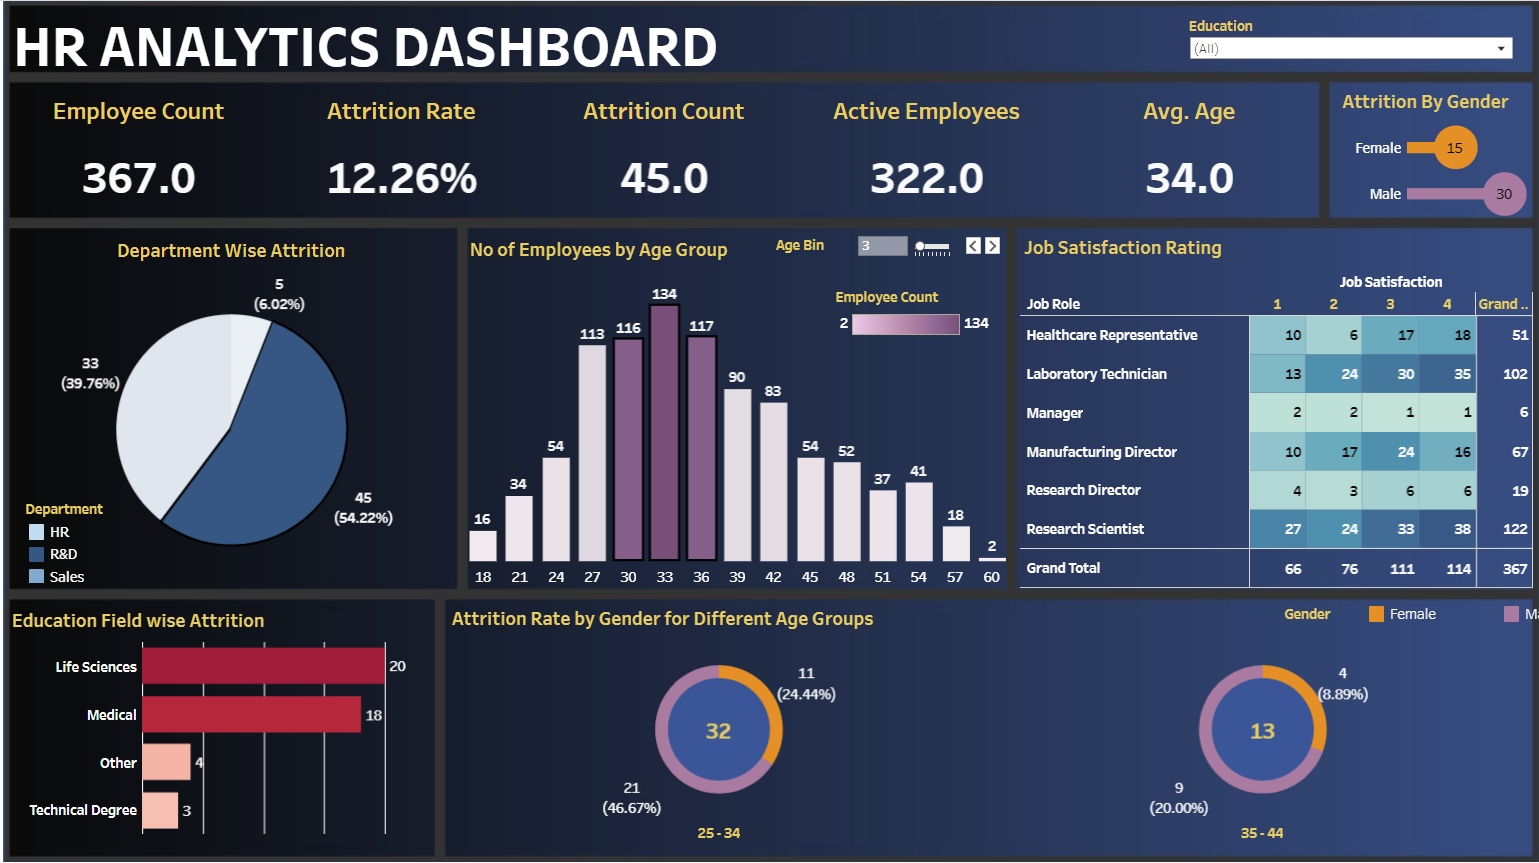 HR ANALYTICS DASHBOARD
Education
(All)
Employee Count
367.0
Attrition Rate
12.26%
Attrition Count
45.0
Active Employees
322.0
Avg. Age
34.0
Attrition By Gender
Female 15
Male 30
Department Wise Attrition
5
(6.02%)
33
(39.76%)
45
(54.22%)
Department
HR
R&D
Sales
No of Employees by Age Group
Age Bin 3
Employee Count
2 134
16 34 54 113 116 134 117 90 83 54 52 37 41 18 2
18 21 24 27 30 33 36 39 42 45 48 51 54 57 60
Job Satisfaction Rating
Job Satisfaction
Job Role 1 2 3 4 Grand ..
Healthcare Representative 10 6 17 18 51
Laboratory Technician 13 24 30 35 102
Manager 2 2 1 1 6
Manufacturing Director 10 17 24 16 67
Research Director 4 3 6 6 19
Research Scientist 27 24 33 38 122
Grand Total 66 76 111 114 367
Education Field wise Attrition
Life Sciences 20
Medical 18
Other 4
Technical Degree 3
Attrition Rate by Gender for Different Age Groups
Gender Female Ma
11
(24.44%)
32
21
(46.67%)
25 - 34
4
(8.89%)
13
9
(20.00%)
35 - 44